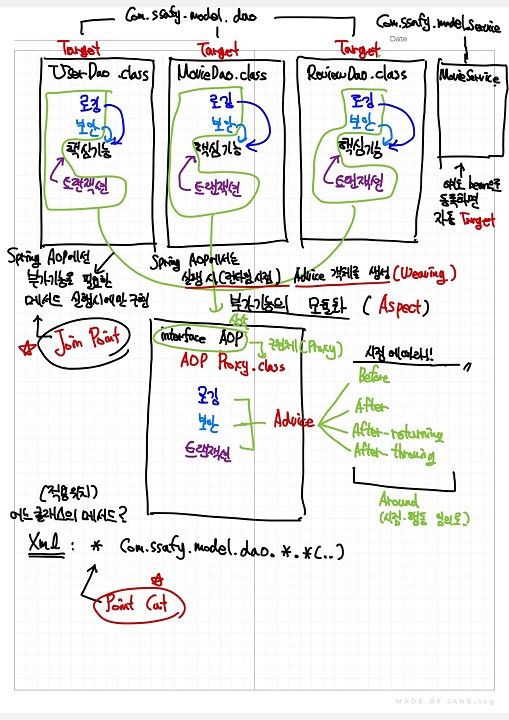 Com.ssafy.model.dao
Com.ssafy.model.service
Date
Target
Target
Target
UserDao.class
MovieDao.class
ReviewDao.class
MovieService
로깅
보안
핵심기능
트랜잭션
로깅
보안
핵심기능
트랜잭션
로깅
보안
핵심기능
트랜잭션
얘도 bean으로
등록하면
자동 Target
Spring AOP에선
부가기능을 필요한
메서드 실행시에만 구현
Join Point
Spring AOP에서는
실행 시(런타임시점) Advice 객체를 생성 (Weaving)
부가기능의 모듈화 (Aspect)
상속
interface AOP
구현체(Proxy)
AOP Proxy.class
로깅
보안
트랜잭션
Advice
시점 에 따라!!
Before
After
After-returning
After-throwing
Around
(시점·행동 임의로)
(적용위치)
어느 클래스의 메서드?
Xml : * Com.ssafy.model.dao.*.*(..)
Point Cut
MADE BY JANE_log